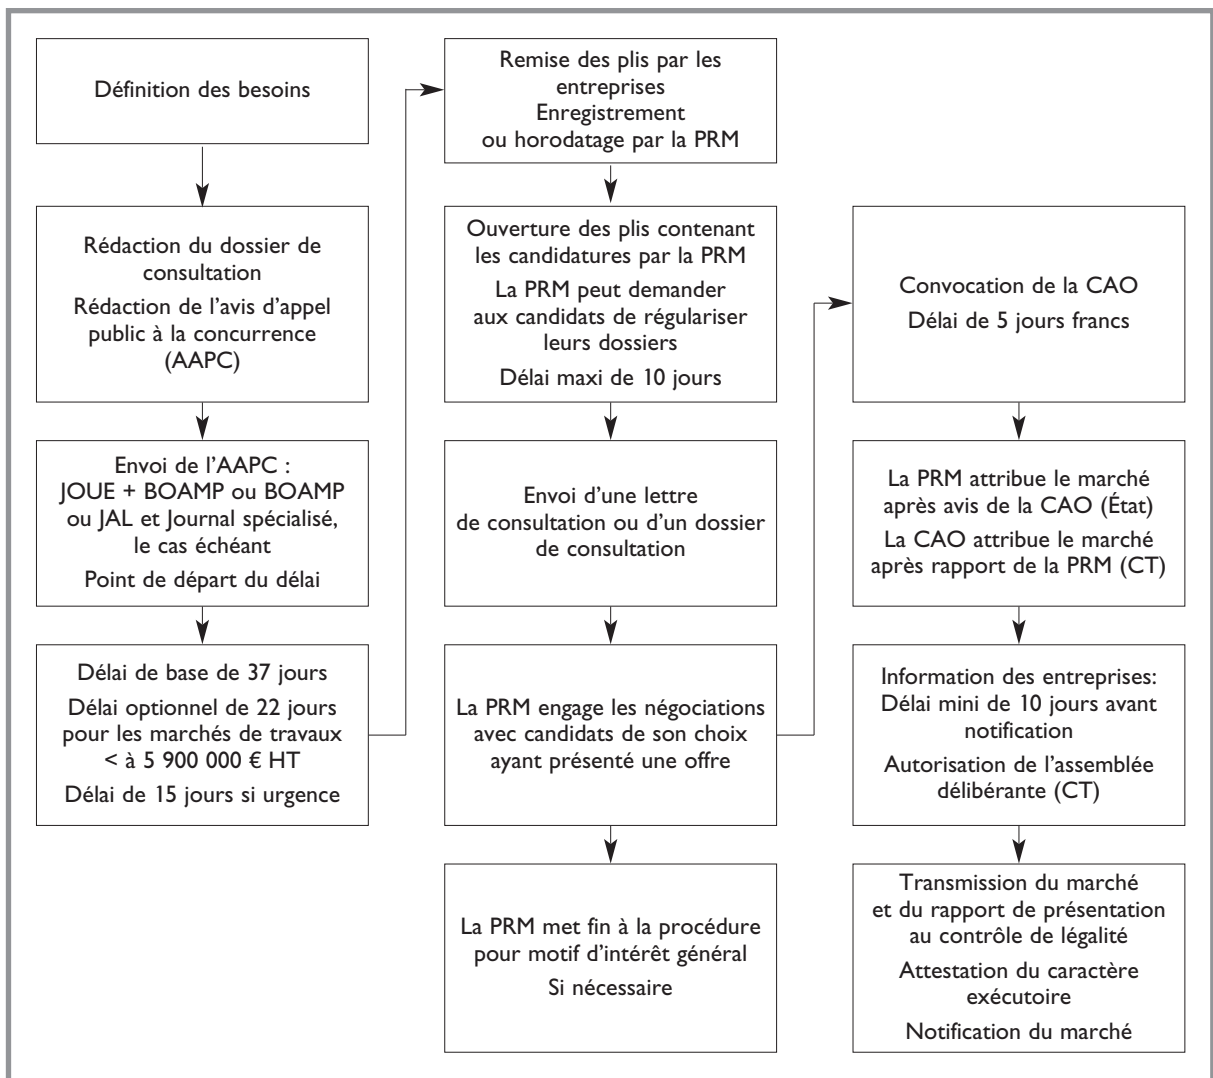 Définition des besoins
Rédaction du dossier de
consultation
Rédaction de l'avis d'appel
public à la concurrence
(AAPC)
Envoi de l'AAPC :
JOUE + BOAMP ou BOAMP
ou JAL et Journal spécialisé,
le cas échéant
Point de départ du délai
Délai de base de 37 jours
Délai optionnel de 22 jours
pour les marchés de travaux
< à 5 900 000 € HT
Délai de 15 jours si urgence
Remise des plis par les
entreprises
Enregistrement
ou horodatage par la PRM
Ouverture des plis contenant
les candidatures par la PRM
La PRM peut demander
aux candidats de régulariser
leurs dossiers
Délai maxi de 10 jours
Envoi d'une lettre
de consultation ou d'un dossier
de consultation
La PRM engage les négociations
avec candidats de son choix
ayant présenté une offre
La PRM met fin à la procédure
pour motif d'intérêt général
Si nécessaire
Convocation de la CAO
Délai de 5 jours francs
La PRM attribue le marché
après avis de la CAO (État)
La CAO attribue le marché
après rapport de la PRM (CT)
Information des entreprises:
Délai mini de 10 jours avant
notification
Autorisation de l'assemblée
délibérante (CT)
Transmission du marché
et du rapport de présentation
au contrôle de légalité
Attestation du caractère
exécutoire
Notification du marché